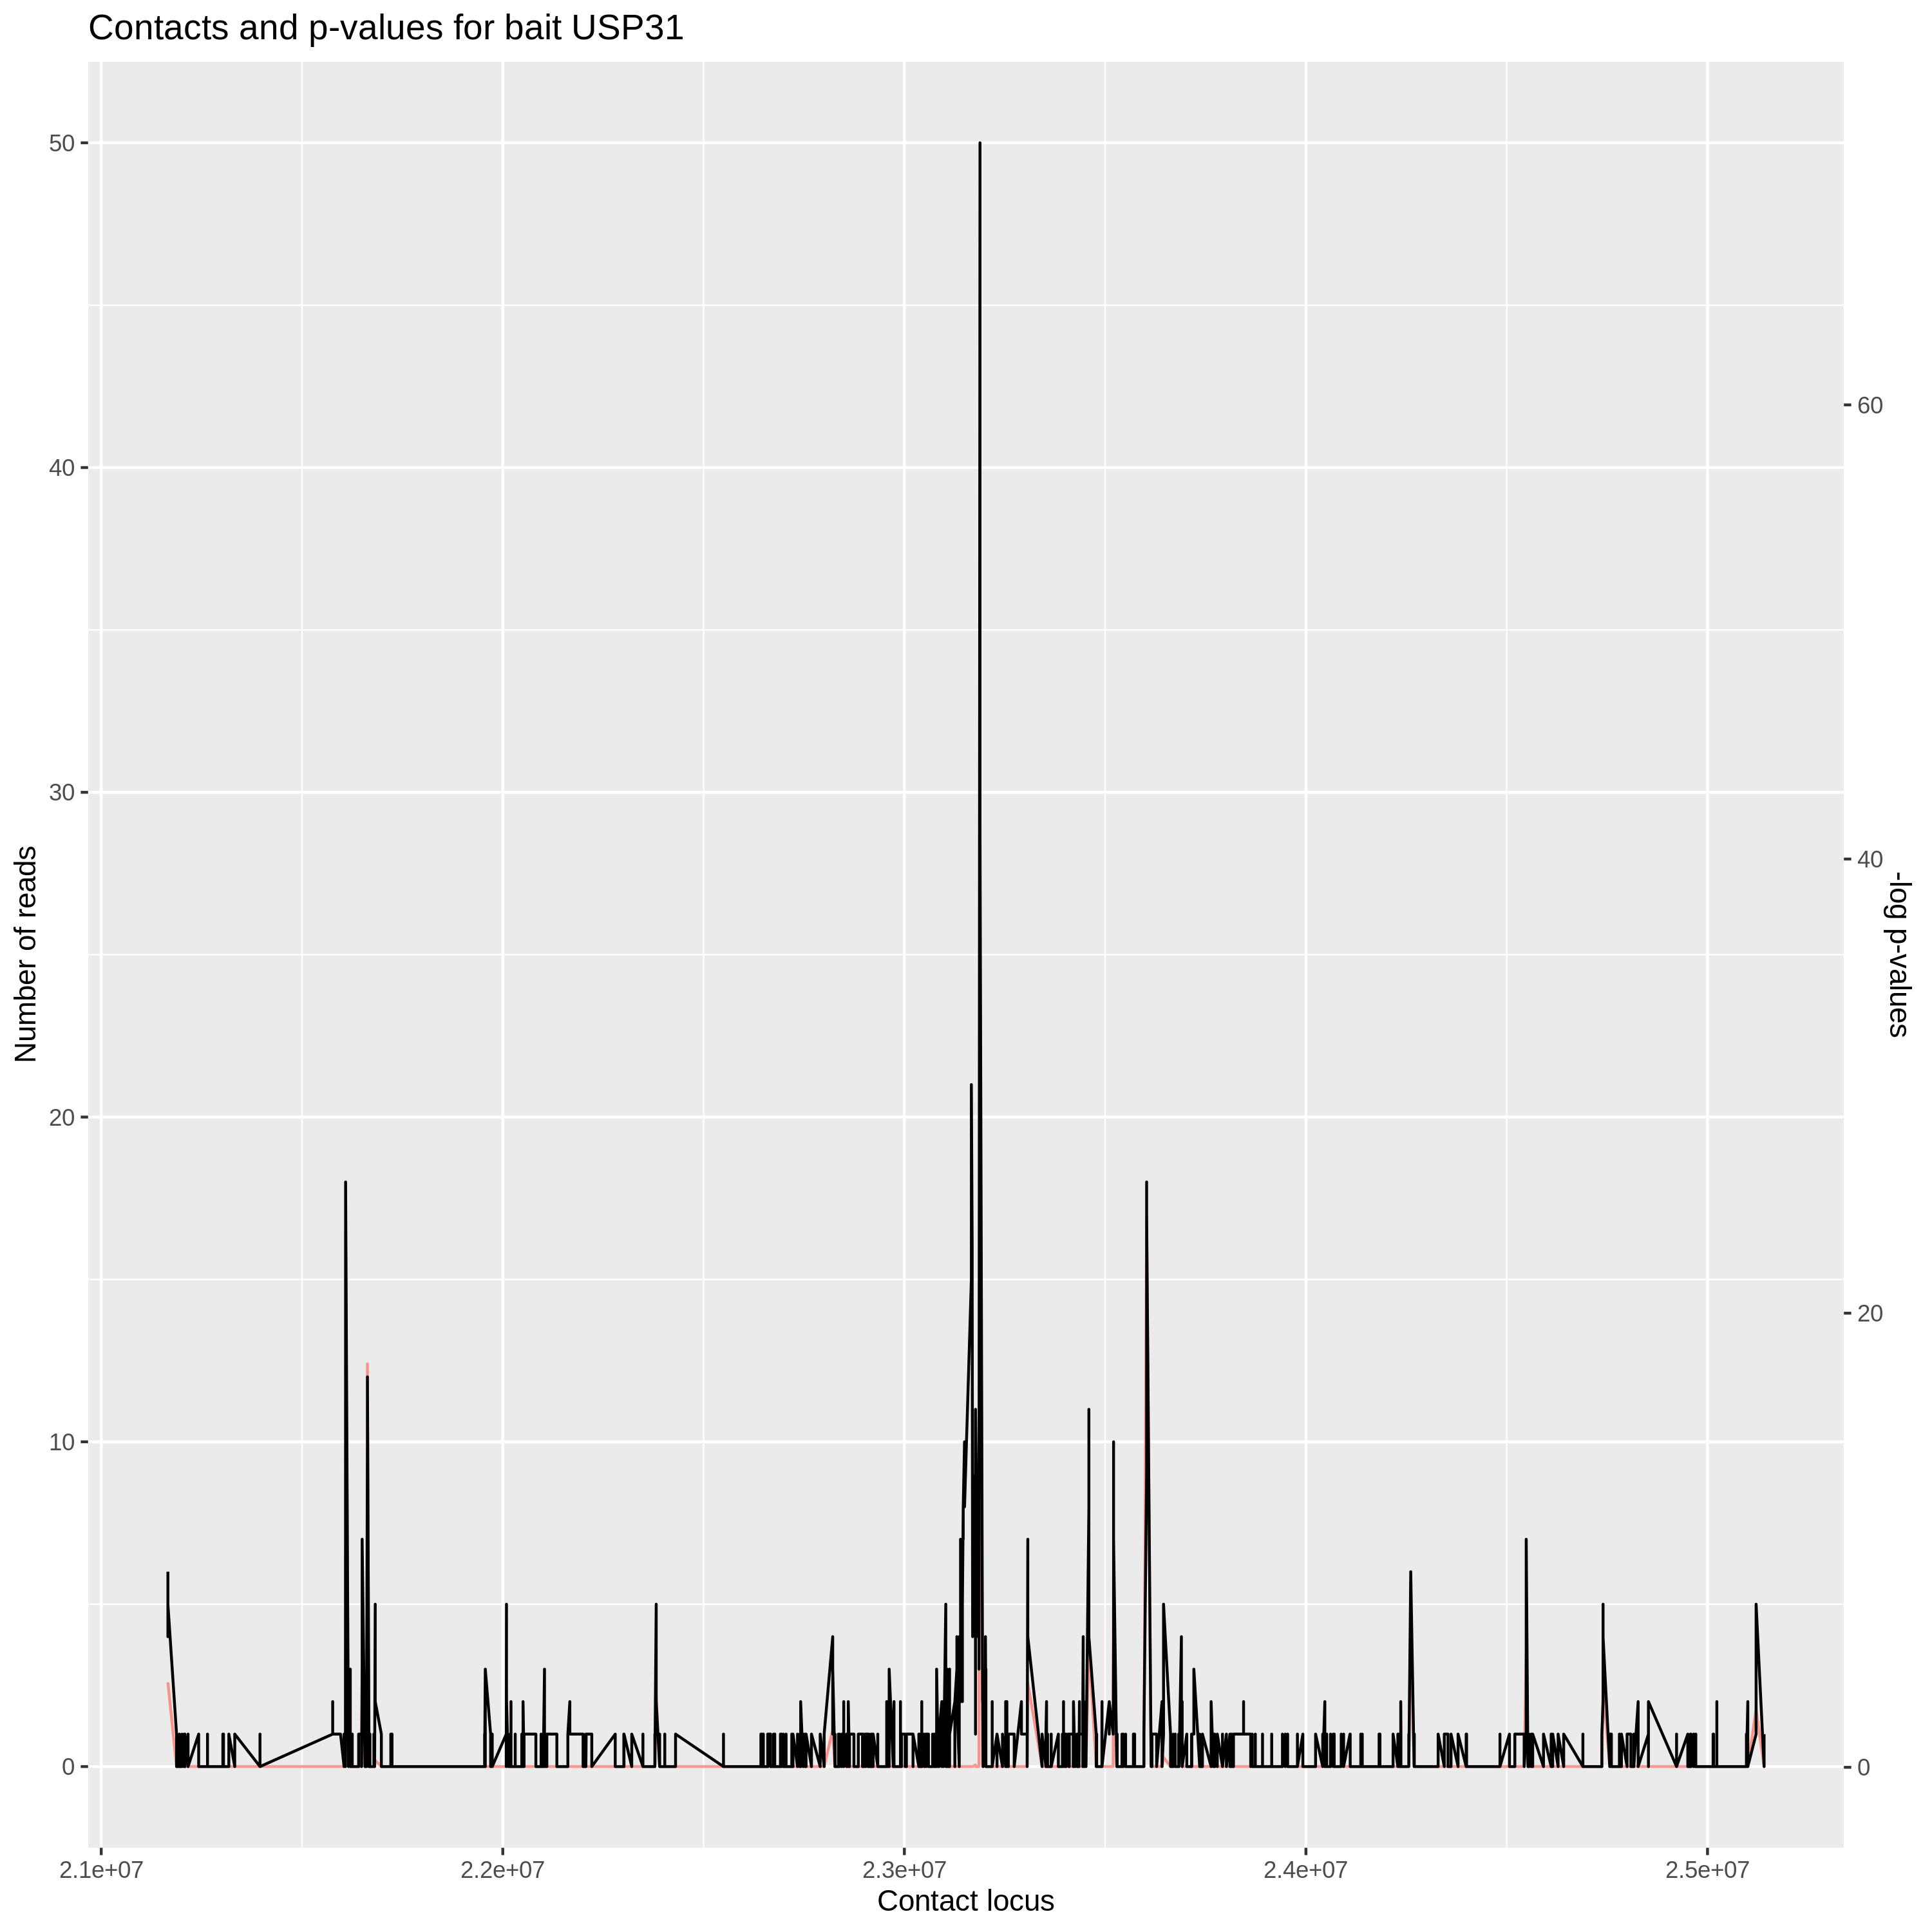 Contacts and p-values for bait USP31
50
40
30
20
10
0
Number of reads
60
40
20
0
-log p-values
2.1e+07 2.2e+07 2.3e+07 2.4e+07 2.5e+07
Contact locus